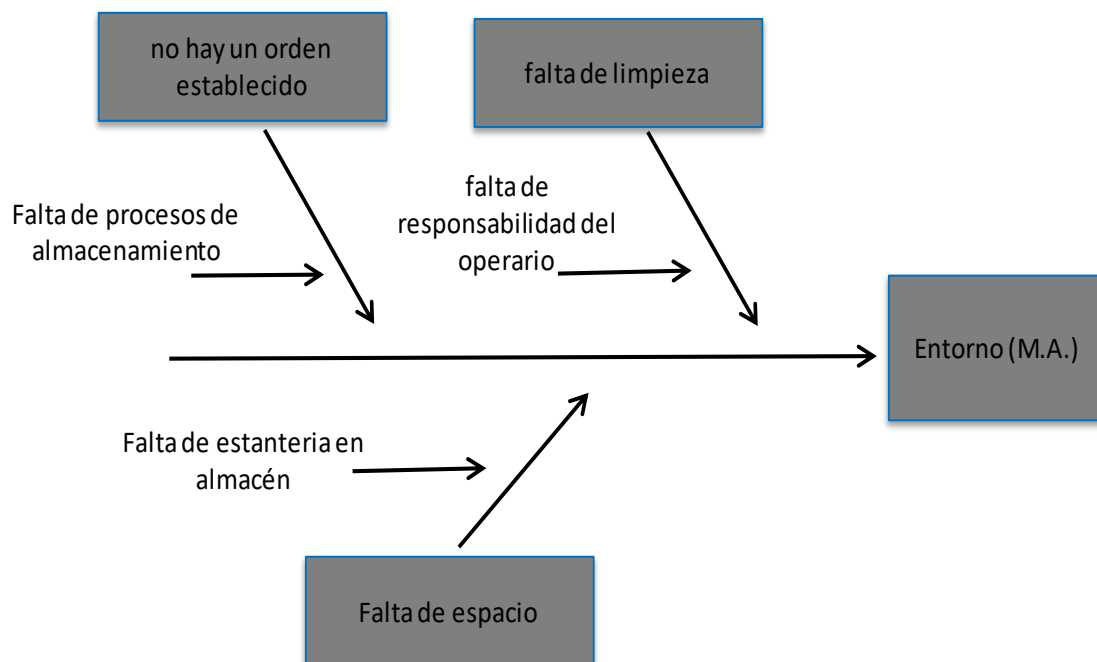 no hay un orden
establecido
falta de limpieza
Falta de procesos de
almacenamiento
falta de
responsabilidad del
operario
Entorno (M.A.)
Falta de estanteria en
almacén
Falta de espacio